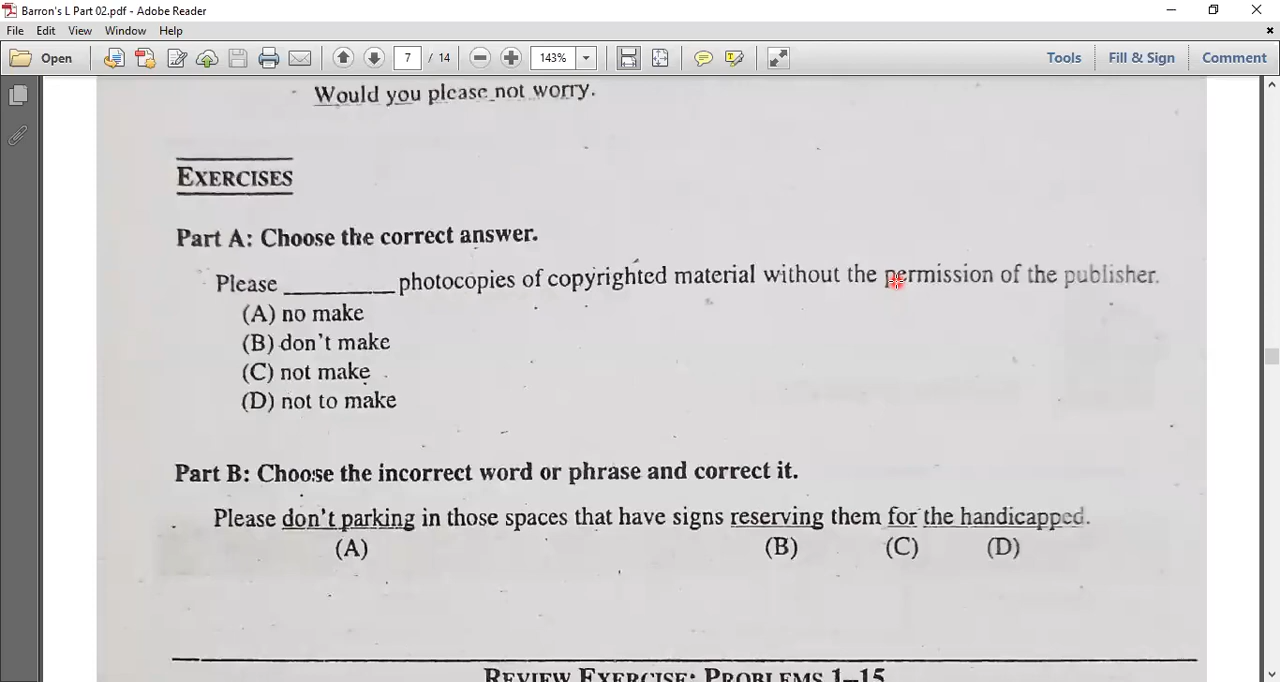 Barron's L Part 02.pdf - Adobe Reader
File Edit View Window Help
Open 7 / 14 143% Tools Fill & Sign Comment
Would you please not worry.
EXERCISES
Part A: Choose the correct answer.
Please __________ photocopies of copyrighted material without the permission of the publisher.
(A) no make
(B) don't make
(C) not make
(D) not to make
Part B: Choose the incorrect word or phrase and correct it.
Please don't parking in those spaces that have signs reserving them for the handicapped.
(A) (B) (C) (D)
REVIEW EXERCISE: PROBLEMS 1–15